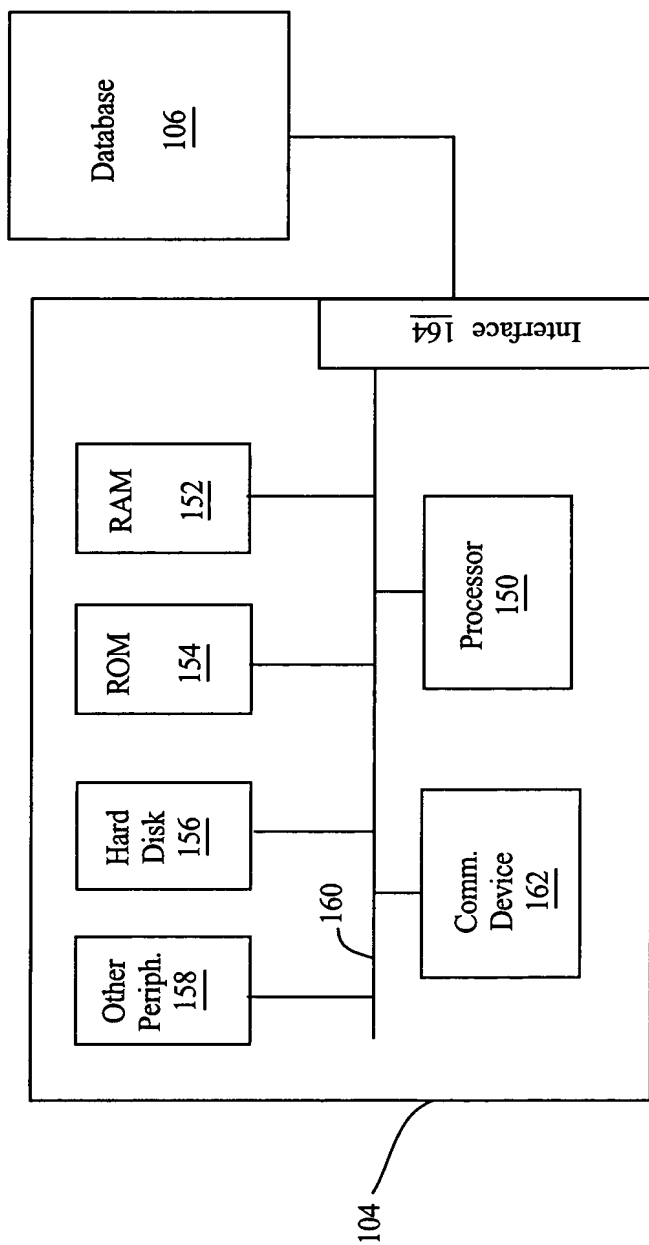 Database
106
RAM
152
ROM
154
Hard
Disk
156
Other
Periph.
158
160
Interface 164
Processor
150
Comm.
Device
162
104